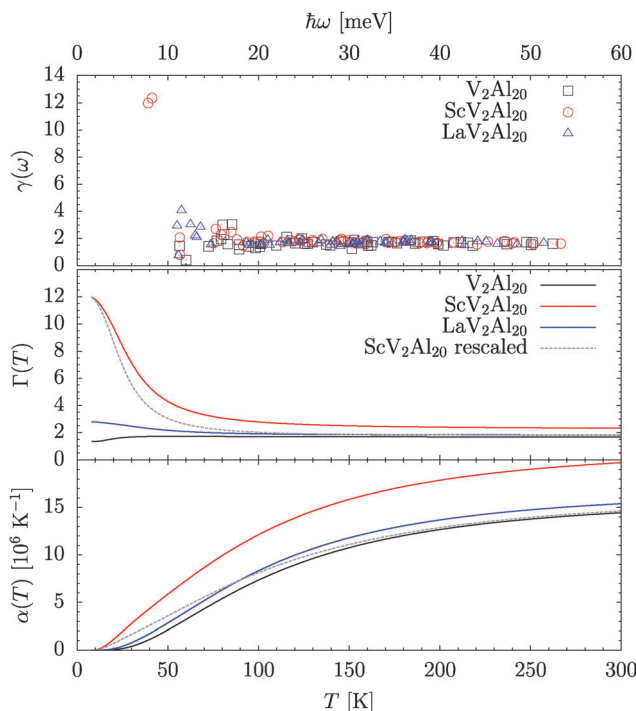 ħω [meV]
0 10 20 30 40 50 60
14
12
10
8
6
4
2
0
γ(ω)
V₂Al₂₀
ScV₂Al₂₀
LaV₂Al₂₀
12
10
8
6
4
2
0
Γ(T)
V₂Al₂₀
ScV₂Al₂₀
LaV₂Al₂₀
ScV₂Al₂₀ rescaled
15
10
5
0
α(T) [10⁶ K⁻¹]
0 50 100 150 200 250 300
T [K]